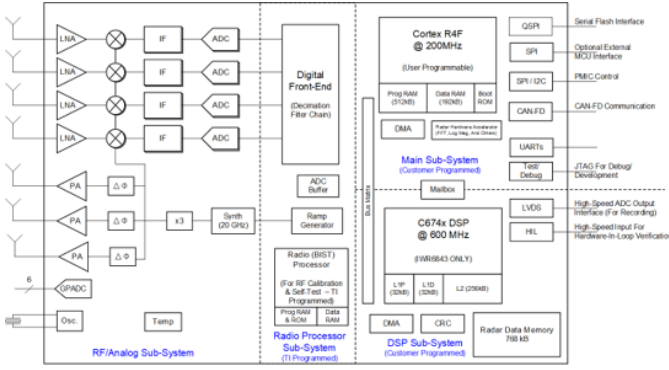 LNA
IF
ADC
LNA
IF
ADC
LNA
IF
ADC
LNA
IF
ADC
Digital
Front-End
(Decimation
Filter Chain)
PA
ΔΦ
PA
ΔΦ
PA
ΔΦ
x3
Synth
(20 GHz)
Ramp
Generator
ADC
Buffer
6
GPADC
Osc.
Temp
RF/Analog Sub-System
Radio (BIST)
Processor
(For RF Calibration
& Self-Test – TI
Programmed)
Prog RAM
& ROM
Data
RAM
Radio Processor
Sub-System
(TI Programmed)
Cortex R4F
@ 200MHz
(User Programmable)
Prog RAM
(512kB)
Data RAM
(192kB)
Boot
ROM
DMA
Radar Hardware Accelerator
(FFT, Log Mag, And Others)
Main Sub-System
(Customer Programmed)
Bus Matrix
Mailbox
C674x DSP
@ 600 MHz
(IWR6843 ONLY)
L1P
(32kB)
L1D
(32kB)
L2 (256kB)
DMA
CRC
DSP Sub-System
(Customer Programmed)
Radar Data Memory
768 kB
QSPI
Serial Flash Interface
SPI
Optional External
MCU Interface
SPI / I2C
PMIC Control
CAN-FD
CAN-FD Communication
UARTs
Test/
Debug
JTAG For Debug/
Development
LVDS
High-Speed ADC Output
Interface (For Recording)
HIL
High-Speed Input For
Hardware-In-Loop Verification